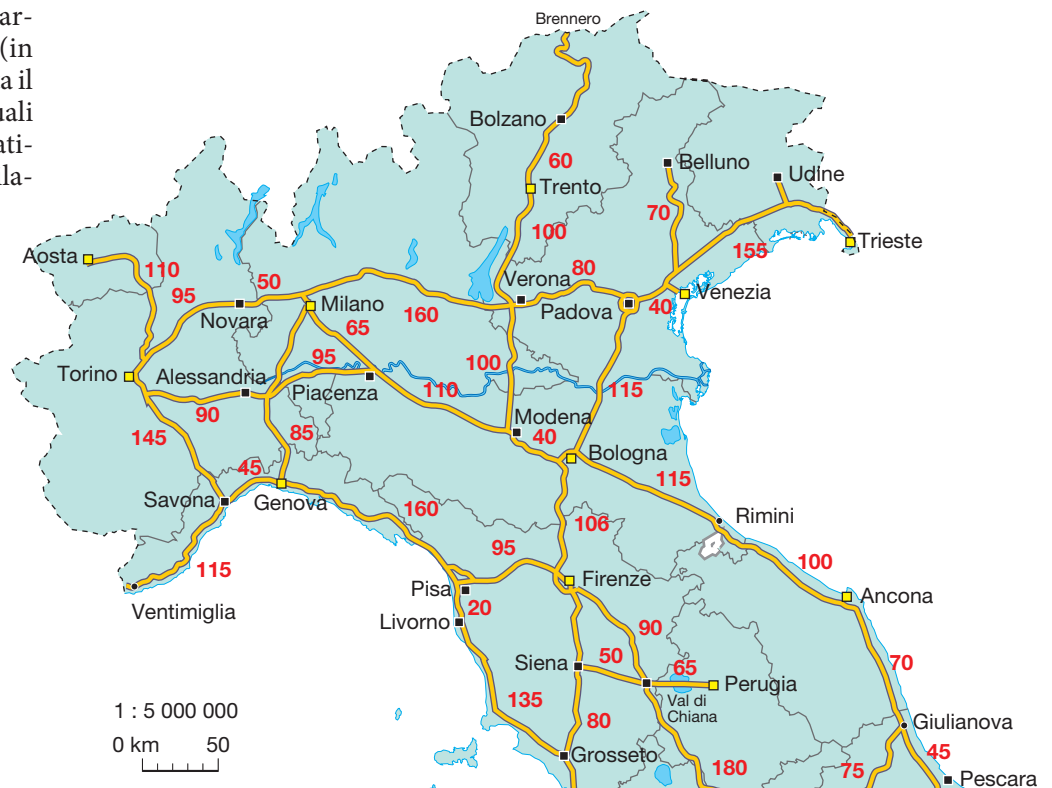 ar-
(in
a il
uali
ati-
lla-
Brennero
Bolzano
60
Belluno
Udine
Trento
70
100
155
Trieste
Aosta
110
50
Verona
80
95
Venezia
Novara
Milano
160
Padova
40
65
Torino
Alessandria
95
100
Piacenza
110
115
90
Modena
145
85
40
Bologna
45
115
Savona
Genova
160
106
Rimini
95
100
115
Firenze
Pisa
Ancona
Ventimiglia
20
Livorno
90
50
65
70
Siena
Perugia
135
Val di
Chiana
1 : 5 000 000
80
Giulianova
0 km 50
Grosseto
45
180
75
Pescara